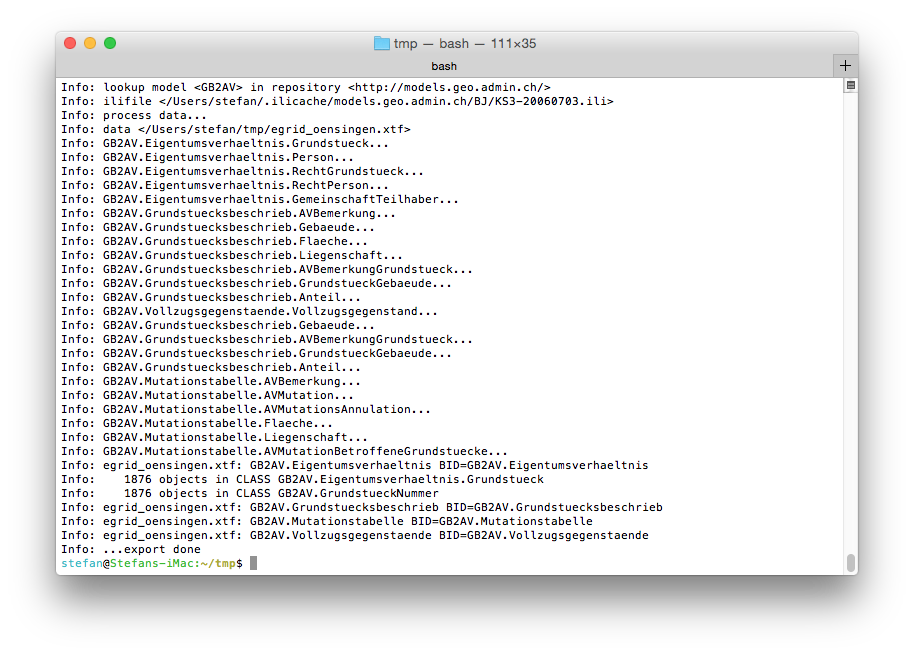 tmp — bash — 111×35
bash
+
Info: lookup model <GB2AV> in repository <http://models.geo.admin.ch/>
Info: ilifile </Users/stefan/.ilicache/models.geo.admin.ch/BJ/KS3-20060703.ili>
Info: process data...
Info: data </Users/stefan/tmp/egrid_oensingen.xtf>
Info: GB2AV.Eigentumsverhaeltnis.Grundstueck...
Info: GB2AV.Eigentumsverhaeltnis.Person...
Info: GB2AV.Eigentumsverhaeltnis.RechtGrundstueck...
Info: GB2AV.Eigentumsverhaeltnis.RechtPerson...
Info: GB2AV.Eigentumsverhaeltnis.GemeinschaftTeilhaber...
Info: GB2AV.Grundstuecksbeschrieb.AVBemerkung...
Info: GB2AV.Grundstuecksbeschrieb.Gebaeude...
Info: GB2AV.Grundstuecksbeschrieb.Flaeche...
Info: GB2AV.Grundstuecksbeschrieb.Liegenschaft...
Info: GB2AV.Grundstuecksbeschrieb.AVBemerkungGrundstueck...
Info: GB2AV.Grundstuecksbeschrieb.GrundstueckGebaeude...
Info: GB2AV.Grundstuecksbeschrieb.Anteil...
Info: GB2AV.Vollzugsgegenstaende.Vollzugsgegenstand...
Info: GB2AV.Grundstuecksbeschrieb.Gebaeude...
Info: GB2AV.Grundstuecksbeschrieb.AVBemerkungGrundstueck...
Info: GB2AV.Grundstuecksbeschrieb.GrundstueckGebaeude...
Info: GB2AV.Grundstuecksbeschrieb.Anteil...
Info: GB2AV.Mutationstabelle.AVBemerkung...
Info: GB2AV.Mutationstabelle.AVMutation...
Info: GB2AV.Mutationstabelle.AVMutationsAnnulation...
Info: GB2AV.Mutationstabelle.Flaeche...
Info: GB2AV.Mutationstabelle.Liegenschaft...
Info: GB2AV.Mutationstabelle.AVMutationBetroffeneGrundstuecke...
Info: egrid_oensingen.xtf: GB2AV.Eigentumsverhaeltnis BID=GB2AV.Eigentumsverhaeltnis
Info:    1876 objects in CLASS GB2AV.Eigentumsverhaeltnis.Grundstueck
Info:    1876 objects in CLASS GB2AV.GrundstueckNummer
Info: egrid_oensingen.xtf: GB2AV.Grundstuecksbeschrieb BID=GB2AV.Grundstuecksbeschrieb
Info: egrid_oensingen.xtf: GB2AV.Mutationstabelle BID=GB2AV.Mutationstabelle
Info: egrid_oensingen.xtf: GB2AV.Vollzugsgegenstaende BID=GB2AV.Vollzugsgegenstaende
Info: ...export done
stefan@Stefans-iMac:~/tmp$